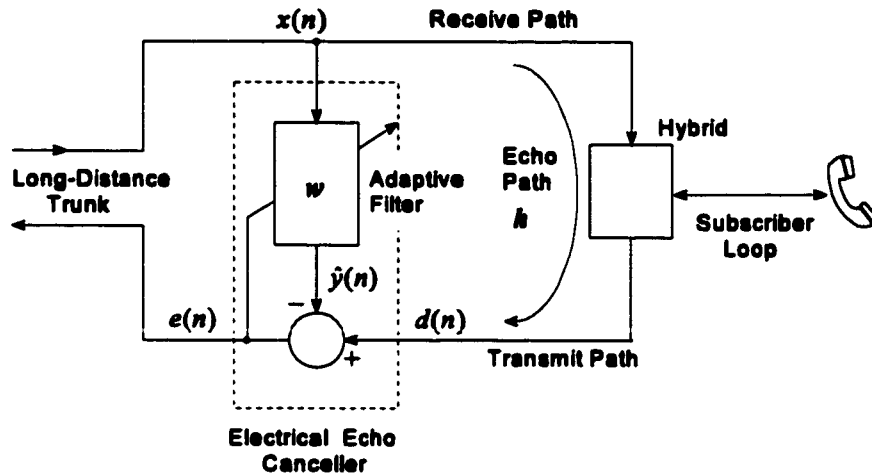 x(n)
Receive Path
Hybrid
Long-Distance
Trunk
w
Adaptive
Filter
Echo
Path
h
Subscriber
Loop
ŷ(n)
−
e(n)
+
d(n)
Transmit Path
Electrical Echo
Canceller